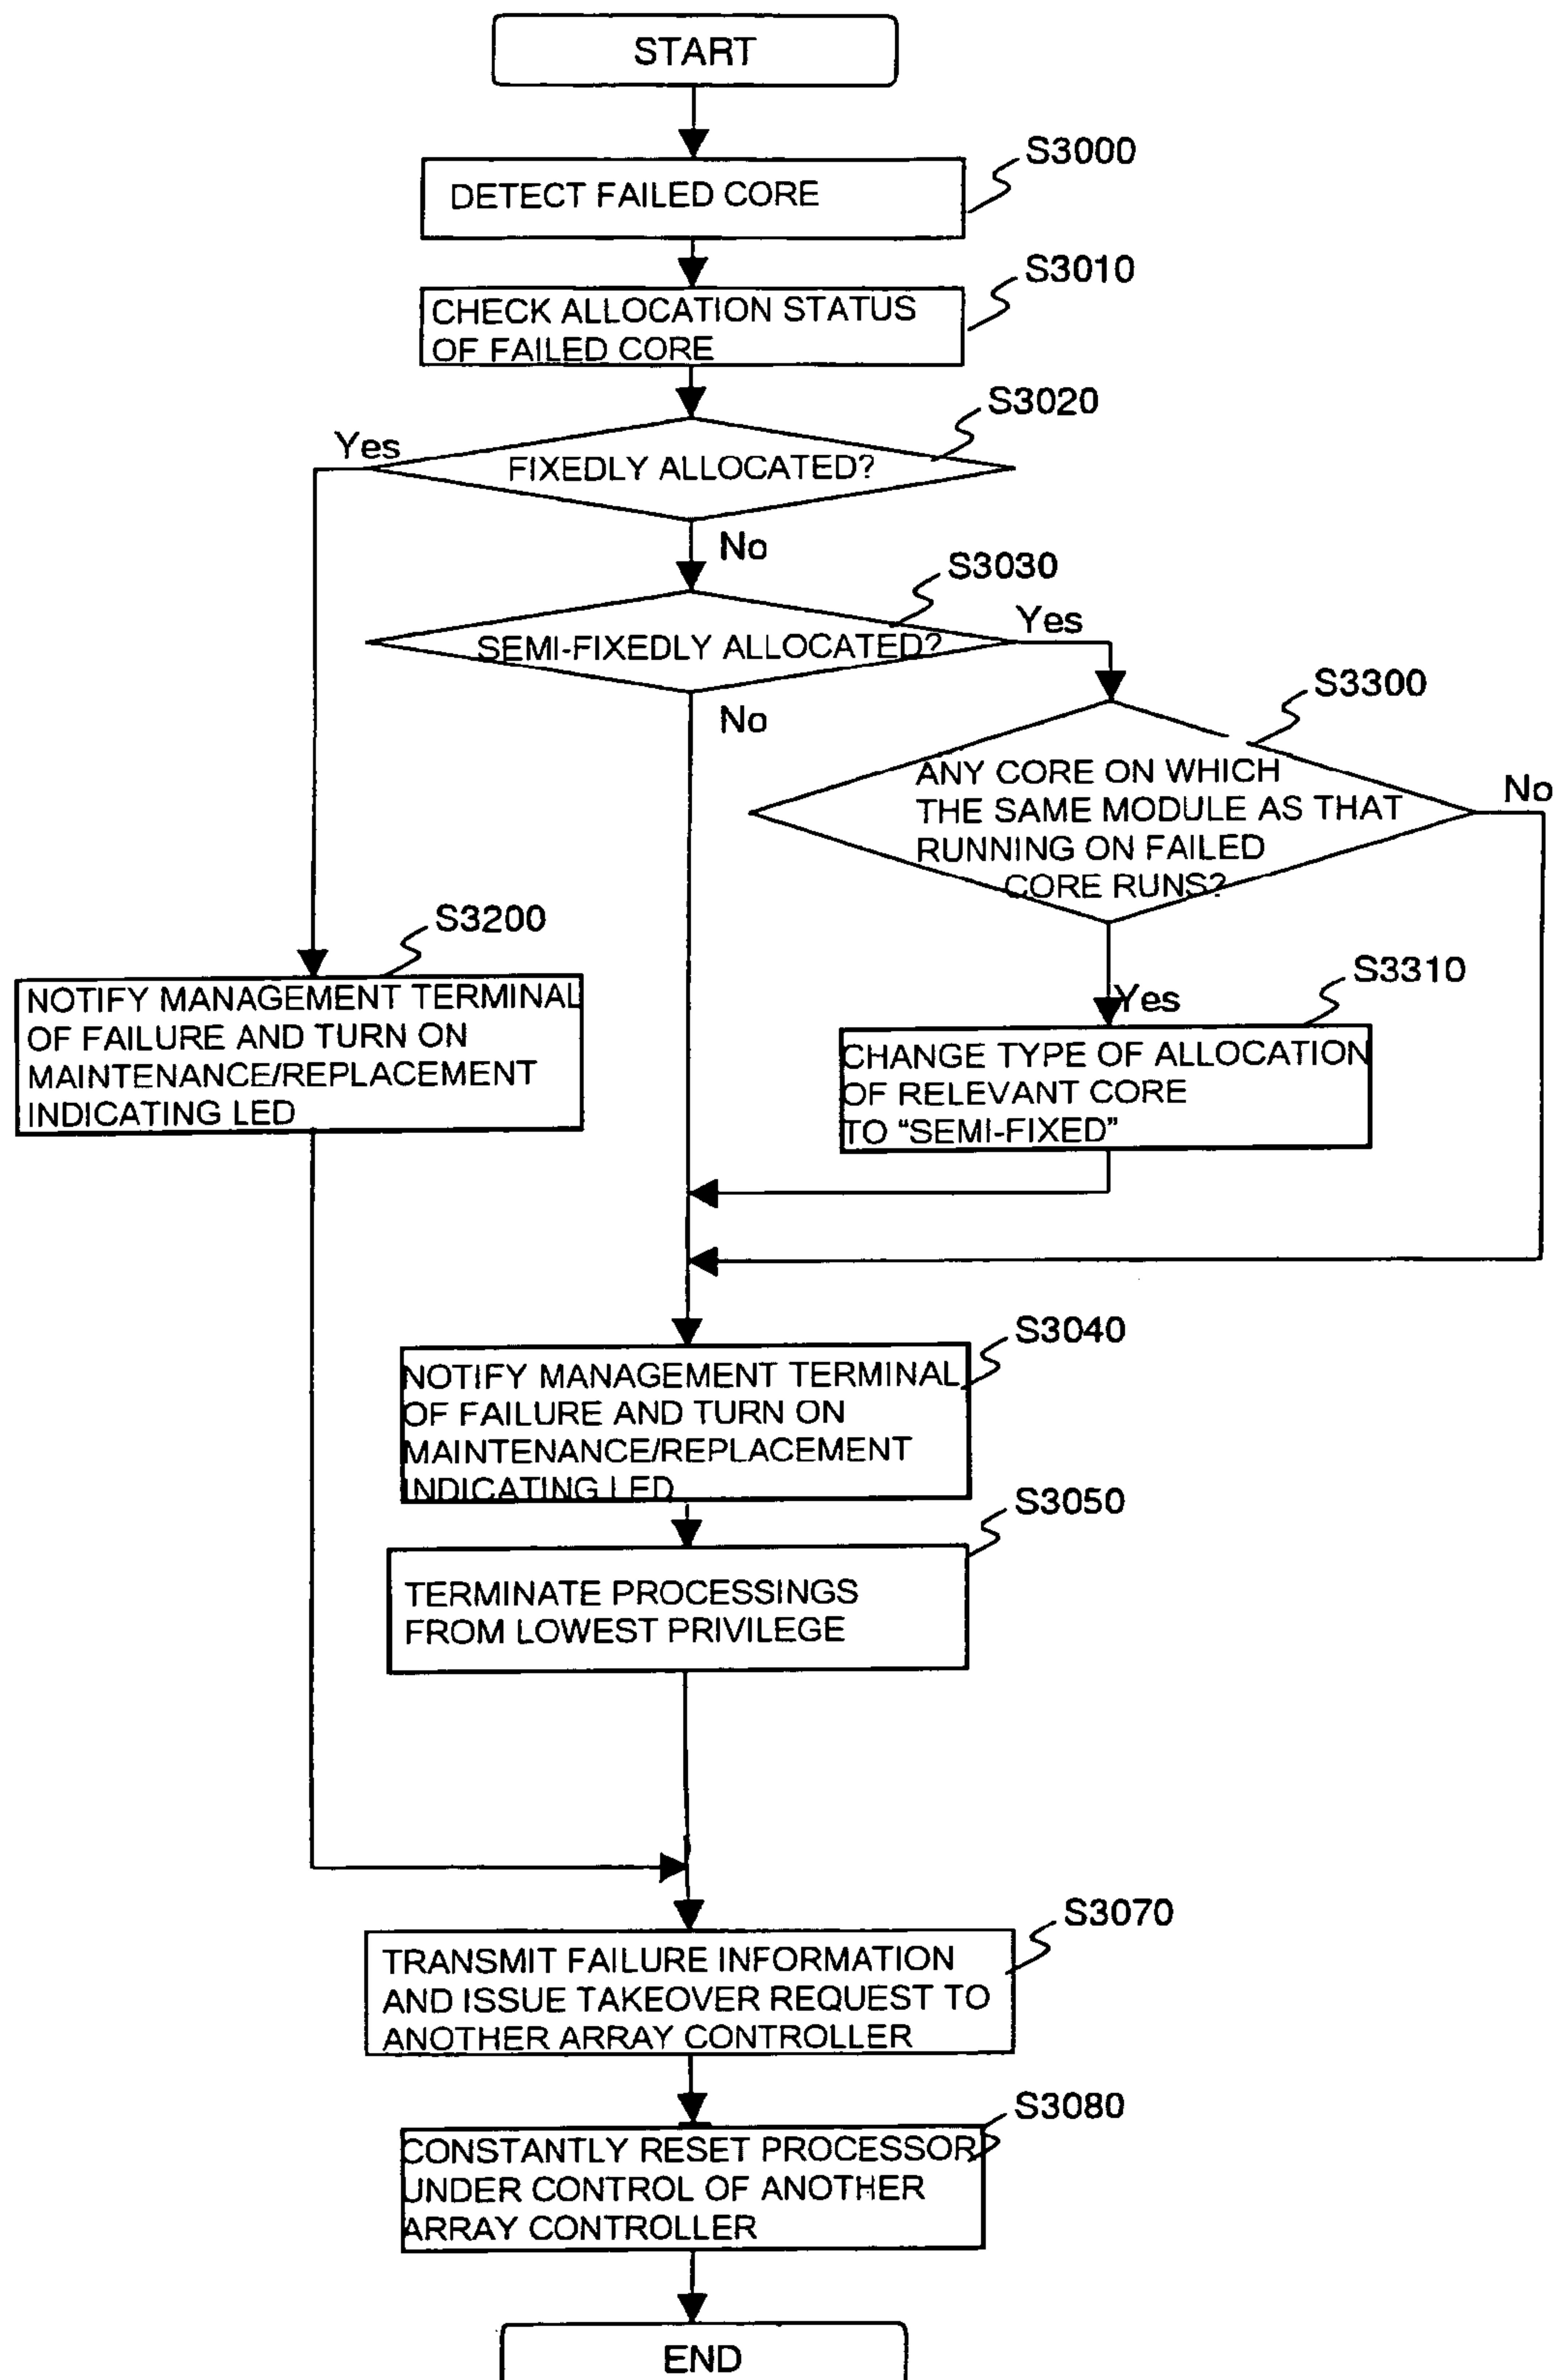 START
S3000
DETECT FAILED CORE
S3010
CHECK ALLOCATION STATUS
OF FAILED CORE
S3020
Yes
FIXEDLY ALLOCATED?
No
S3030
SEMI-FIXEDLY ALLOCATED?
Yes
No
S3300
ANY CORE ON WHICH
THE SAME MODULE AS THAT
RUNNING ON FAILED
CORE RUNS?
No
Yes
S3310
CHANGE TYPE OF ALLOCATION
OF RELEVANT CORE
TO “SEMI-FIXED”
S3200
NOTIFY MANAGEMENT TERMINAL
OF FAILURE AND TURN ON
MAINTENANCE/REPLACEMENT
INDICATING LED
S3040
NOTIFY MANAGEMENT TERMINAL
OF FAILURE AND TURN ON
MAINTENANCE/REPLACEMENT
INDICATING LED
S3050
TERMINATE PROCESSINGS
FROM LOWEST PRIVILEGE
S3070
TRANSMIT FAILURE INFORMATION
AND ISSUE TAKEOVER REQUEST TO
ANOTHER ARRAY CONTROLLER
S3080
CONSTANTLY RESET PROCESSOR
UNDER CONTROL OF ANOTHER
ARRAY CONTROLLER
END